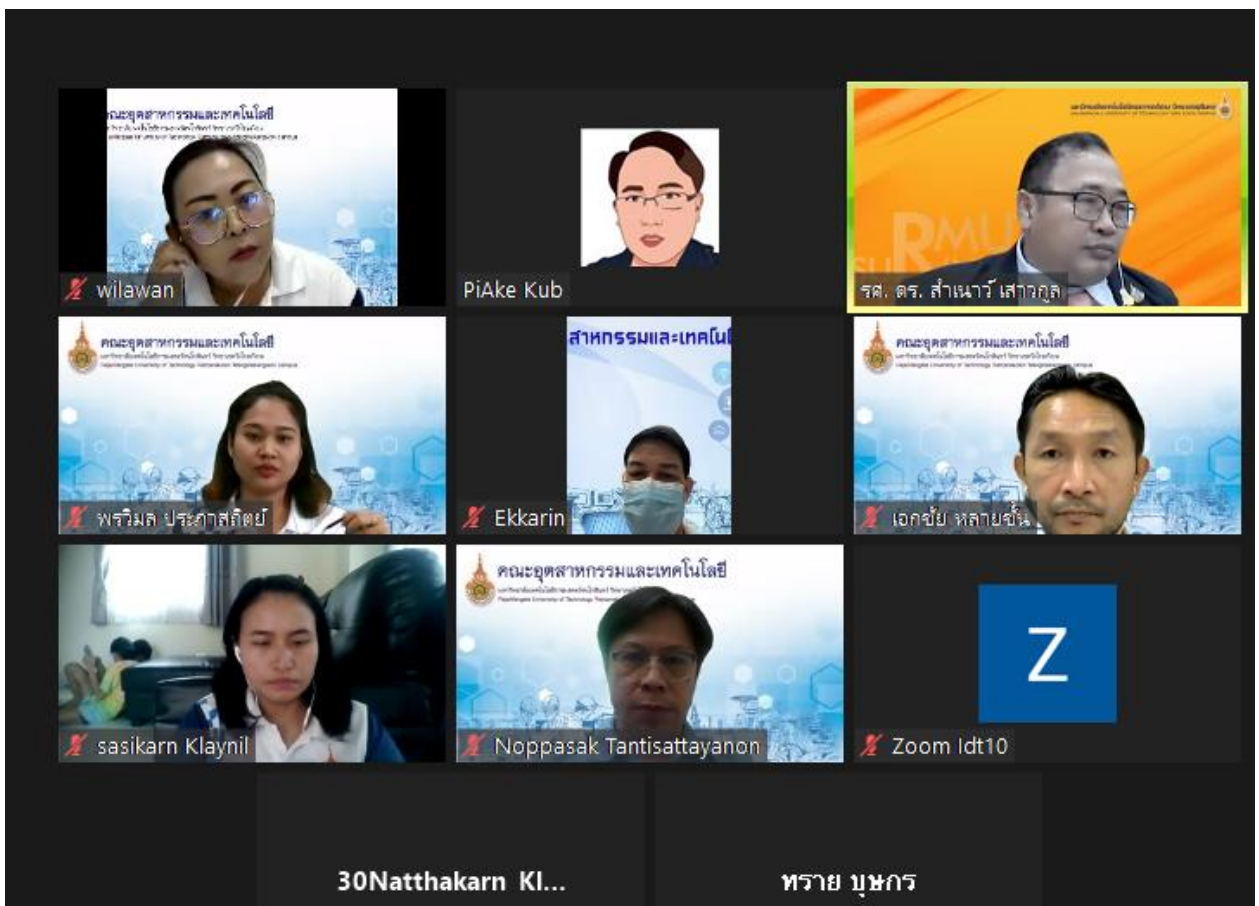 คณะอุตสาหกรรมและเทคโนโลยี
wilawan
PiAke Kub
RMU
รศ. ดร. สำเนาว์ เสาวกูล
คณะอุตสาหกรรมและเทคโนโลยี
พรวิมล ประภาสถิตย์
สาหกรรมและเทคโนโ
Ekkarin
คณะอุตสาหกรรมและเทคโนโลยี
เอกชัย หลายชั้น
sasikarn Klaynil
คณะอุตสาหกรรมและเทคโนโลยี
Noppasak Tantisattayanon
Z
Zoom Idt10
30Natthakarn Kl...
ทราย บุษกร